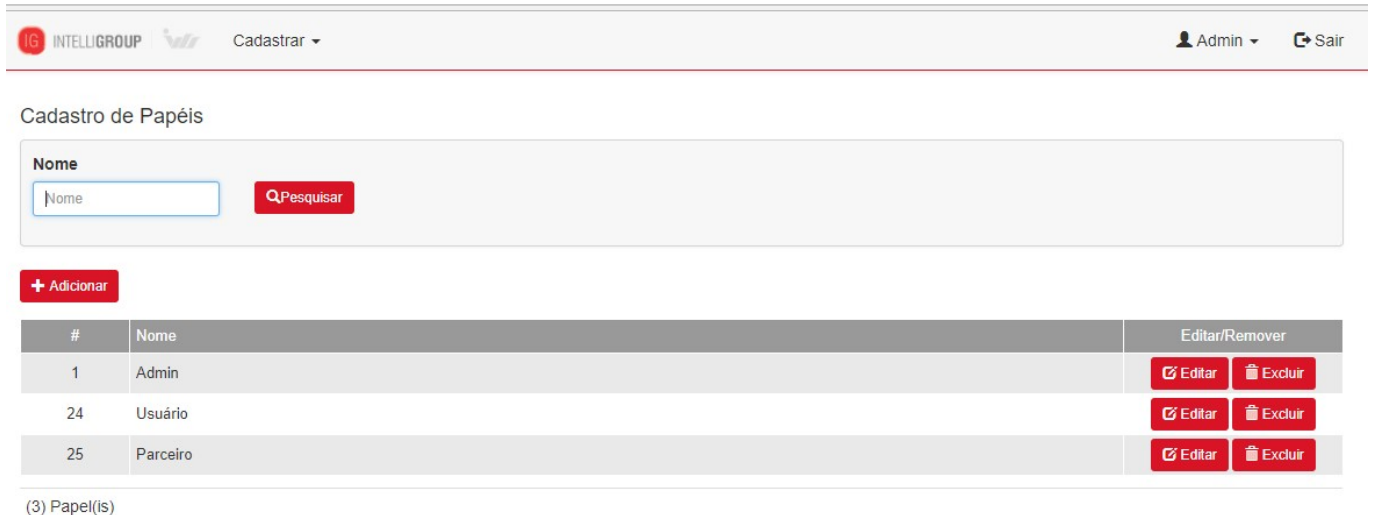 IG INTELLIGROUP Cadastrar Admin Sair
Cadastro de Papéis
Nome
Nome Pesquisar
Adicionar
# Nome Editar/Remover
1 Admin Editar Excluir
24 Usuário Editar Excluir
25 Parceiro Editar Excluir
(3) Papel(is)